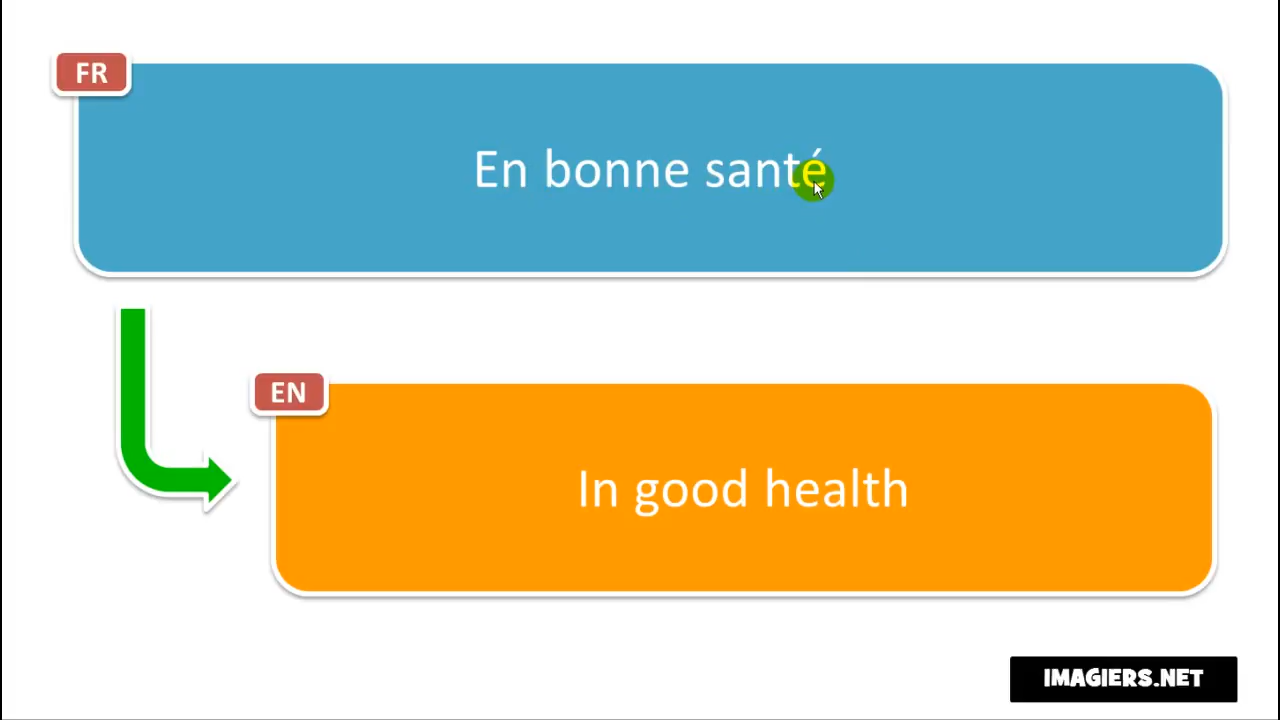 FR
En bonne santé
EN
In good health
IMAGIERS.NET